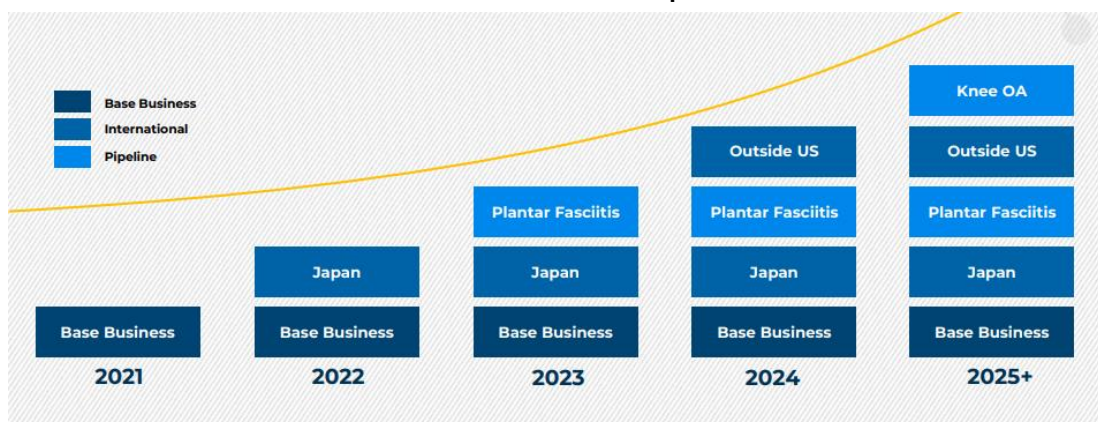 Base Business
International
Pipeline
Knee OA
Outside US
Outside US
Plantar Fasciitis
Plantar Fasciitis
Plantar Fasciitis
Japan
Japan
Japan
Japan
Base Business
Base Business
Base Business
Base Business
Base Business
2021
2022
2023
2024
2025+